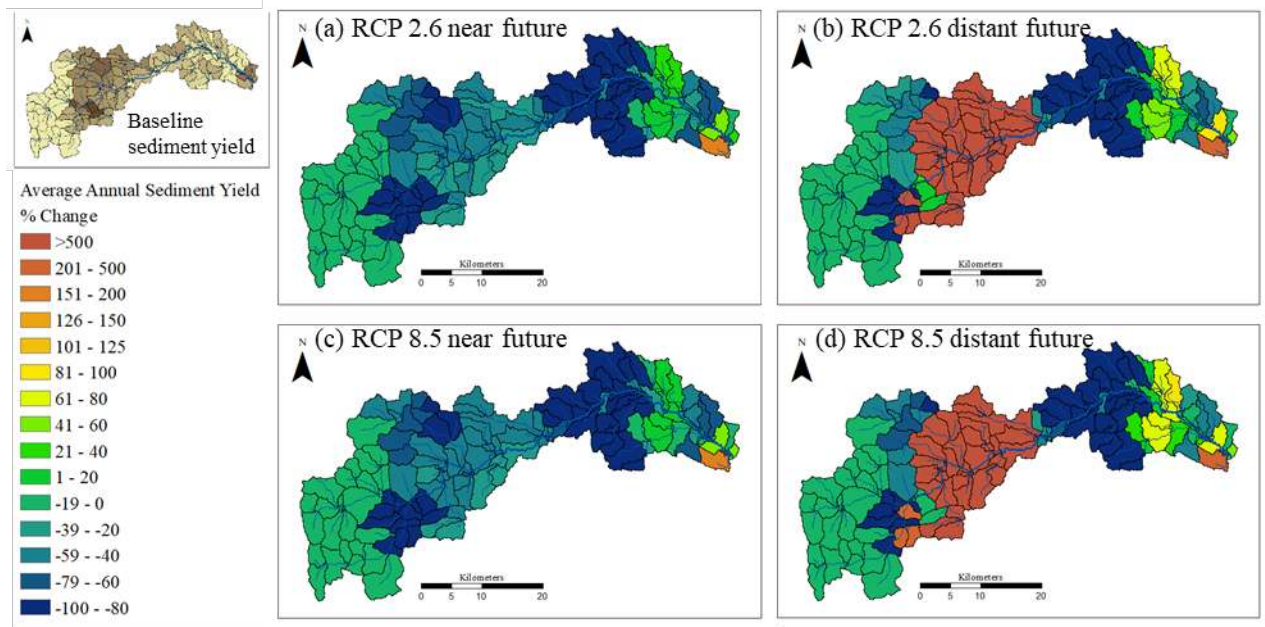 N
Baseline
sediment yield
Average Annual Sediment Yield
% Change
>500
201 - 500
151 - 200
126 - 150
101 - 125
81 - 100
61 - 80
41 - 60
21 - 40
1 - 20
-19 - 0
-39 - -20
-59 - -40
-79 - -60
-100 - -80
N
(a) RCP 2.6 near future
Kilometers
0 5 10 20
N
(b) RCP 2.6 distant future
Kilometers
0 5 10 20
N
(c) RCP 8.5 near future
Kilometers
0 5 10 20
N
(d) RCP 8.5 distant future
Kilometers
0 5 10 20